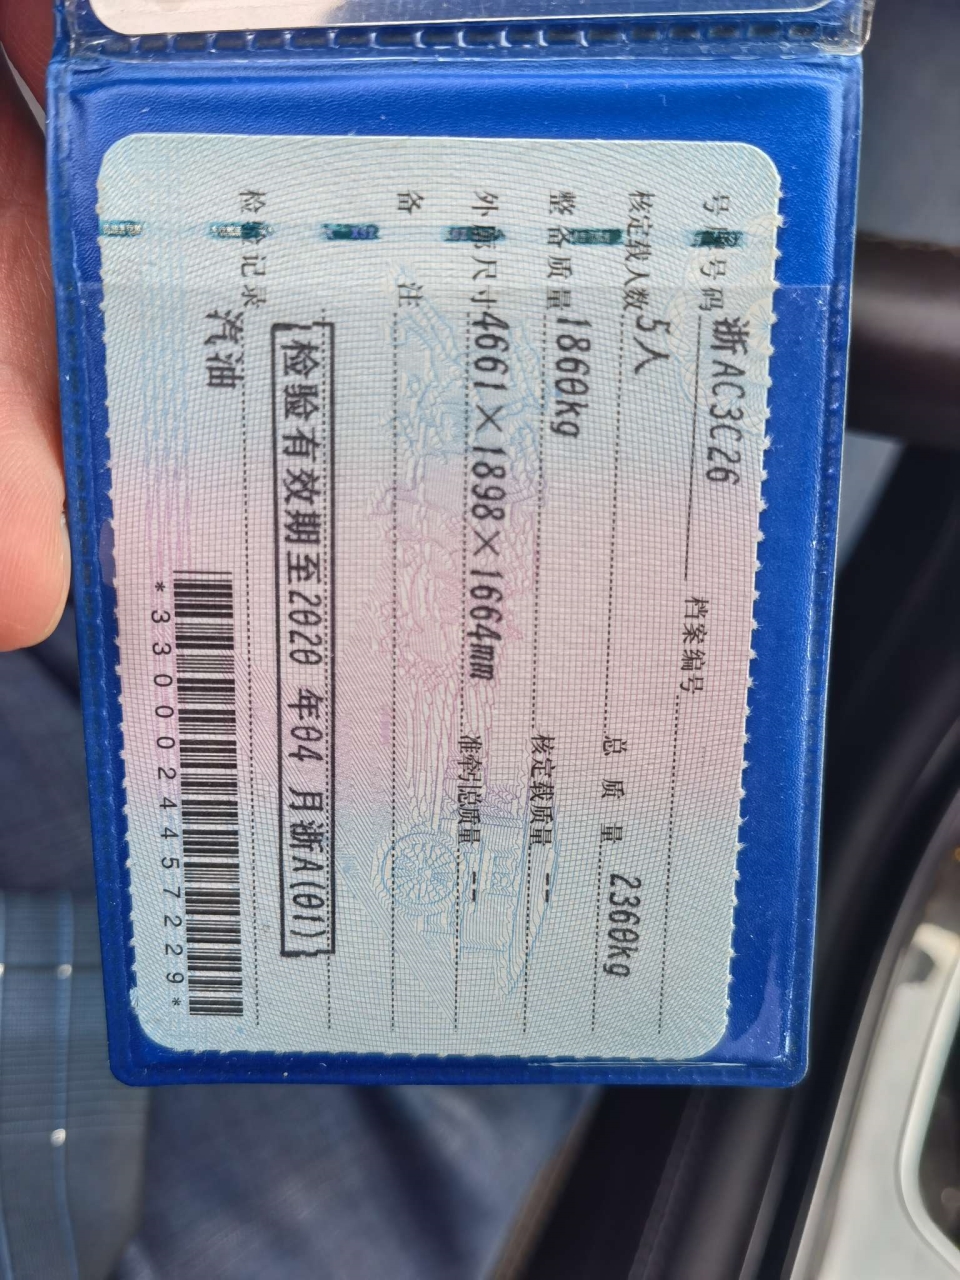 号牌号码 浙AC3C26 档案编号
核定载人数 5人 总质量 2360kg
整备质量 1860kg 核定载质量 --
外廓尺寸 4661×1898×1664mm 准牵引总质量 --
备注
[检验有效期至2020 年04 月浙A(01)]
检验记录
汽油
*3300024457229*